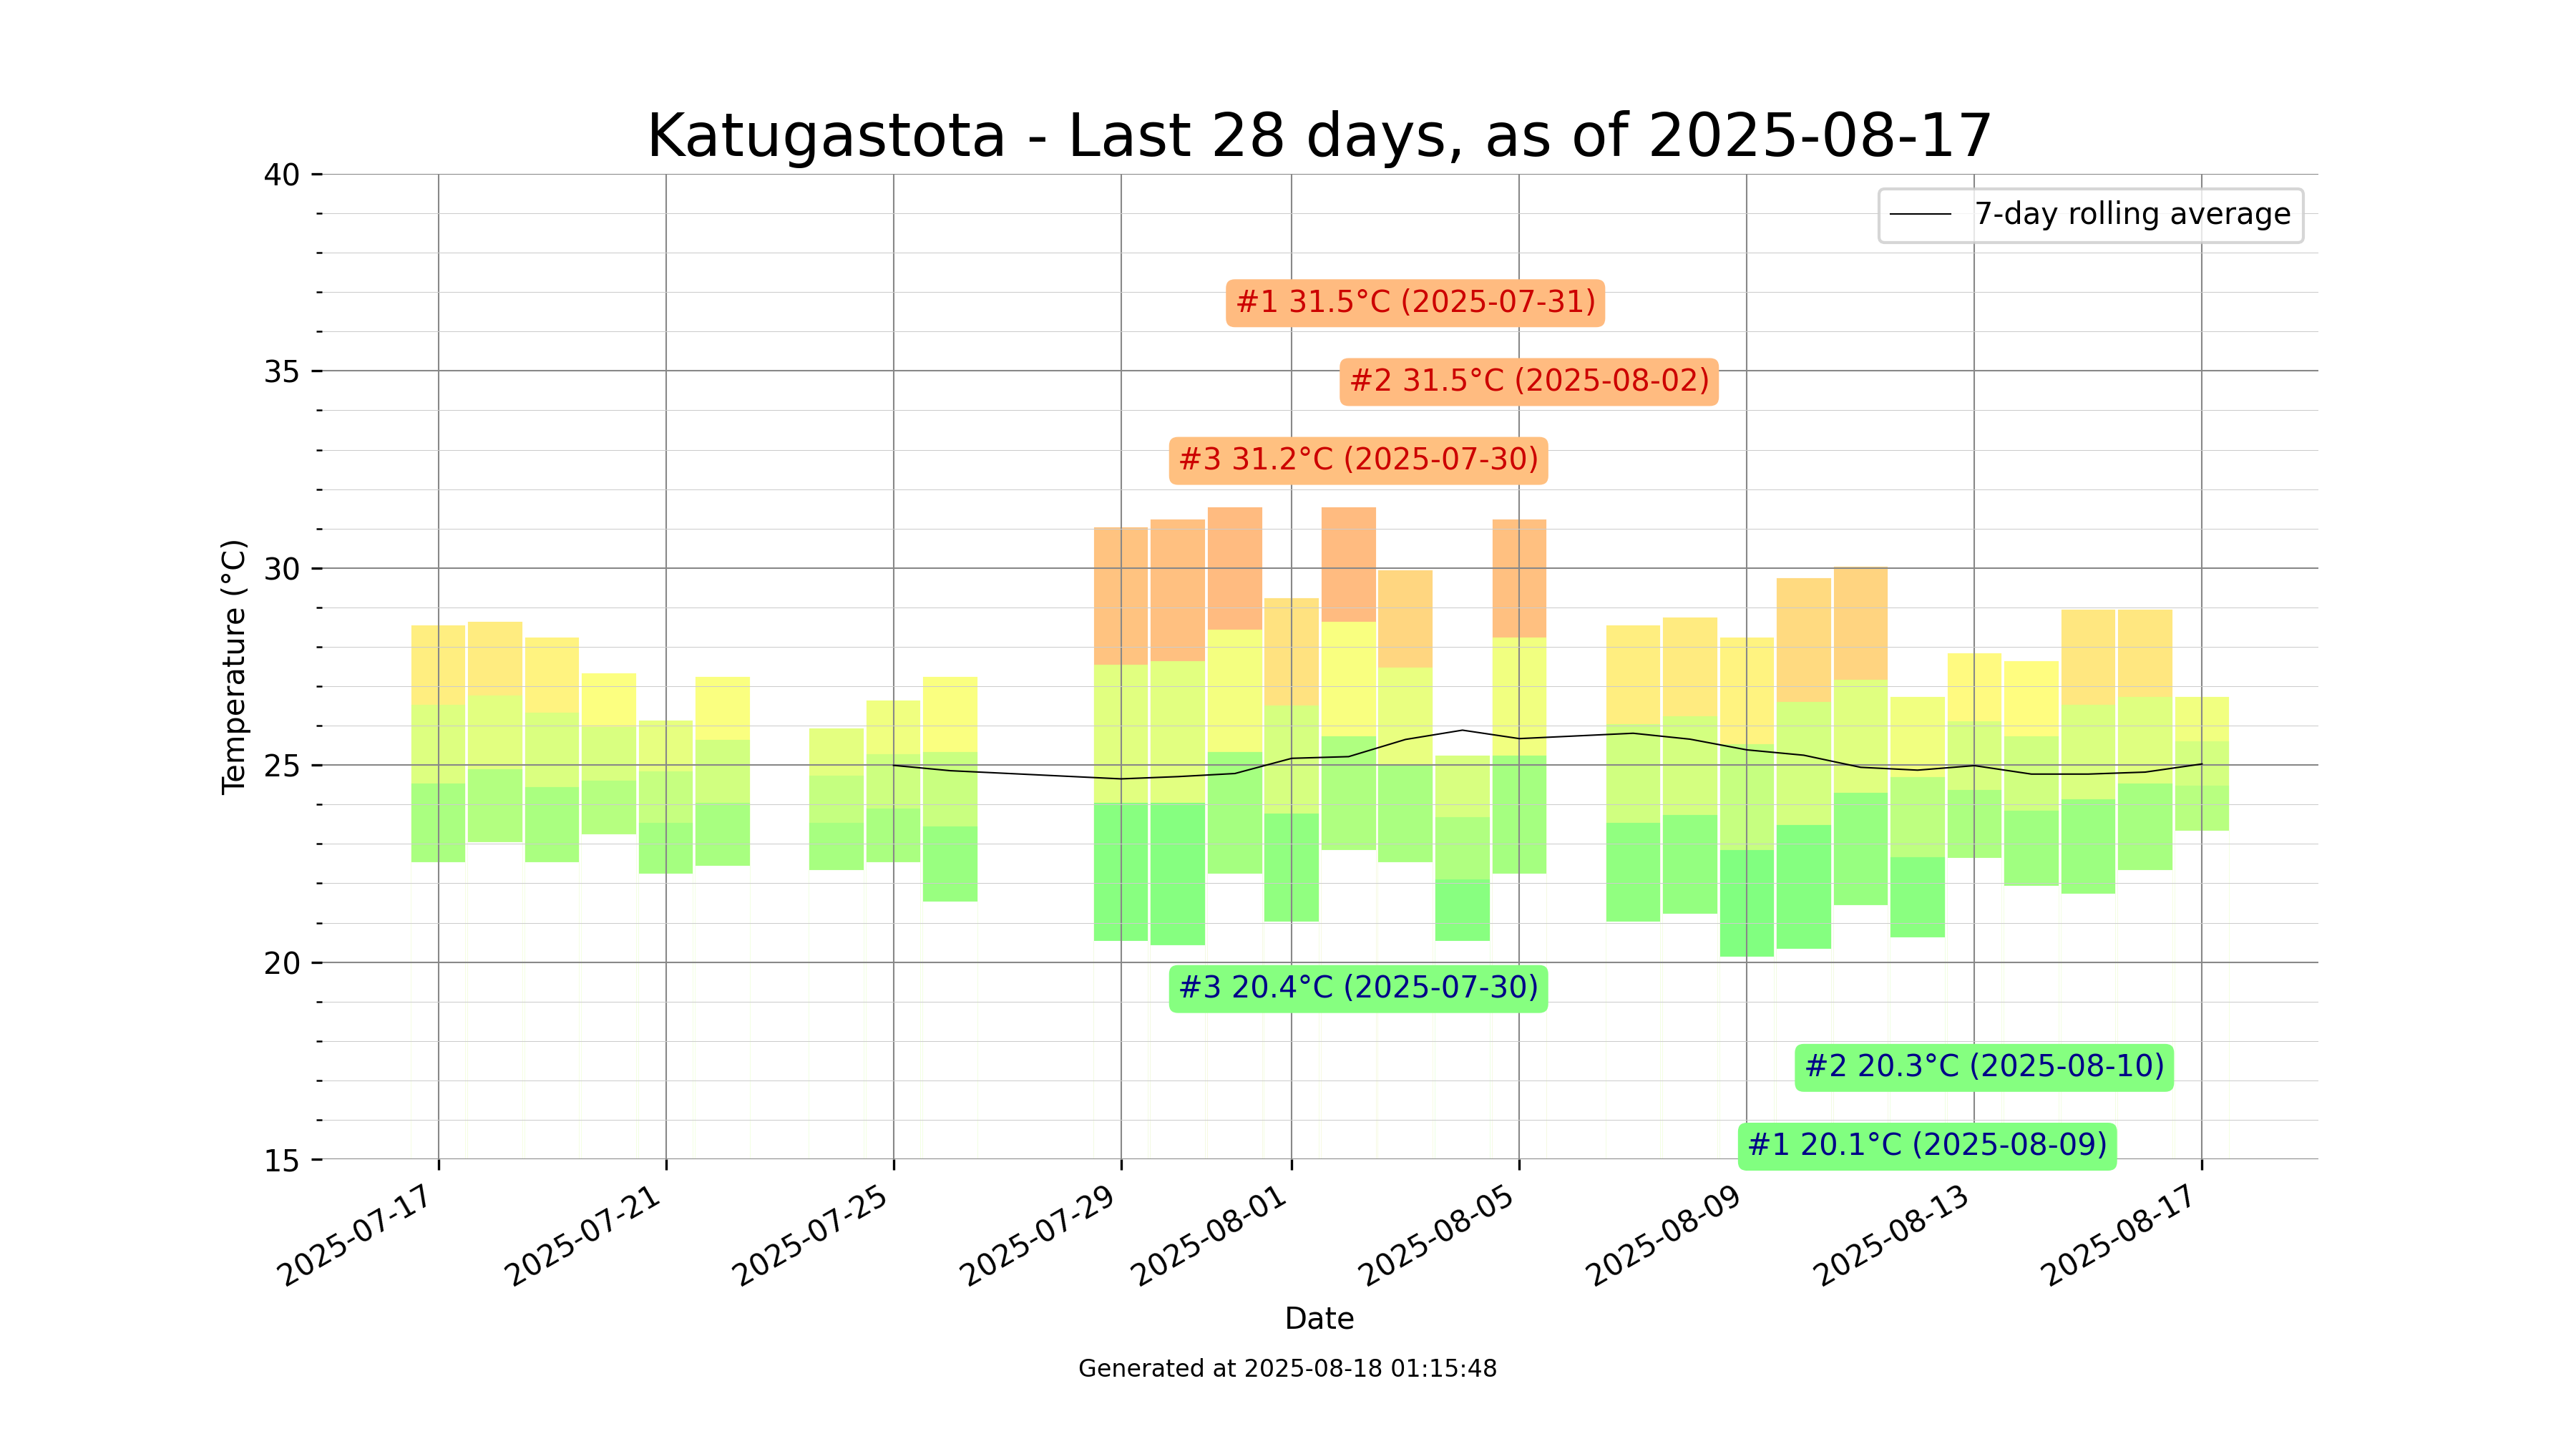 Katugastota - Last 28 days, as of 2025-08-17
40
7-day rolling average
#1 31.5°C (2025-07-31)
35
#2 31.5°C (2025-08-02)
#3 31.2°C (2025-07-30)
30
Temperature (°C)
25
20
#3 20.4°C (2025-07-30)
#2 20.3°C (2025-08-10)
#1 20.1°C (2025-08-09)
15
2025-07-17
2025-07-21
2025-07-25
2025-07-29
2025-08-01
2025-08-05
2025-08-09
2025-08-13
2025-08-17
Date
Generated at 2025-08-18 01:15:48